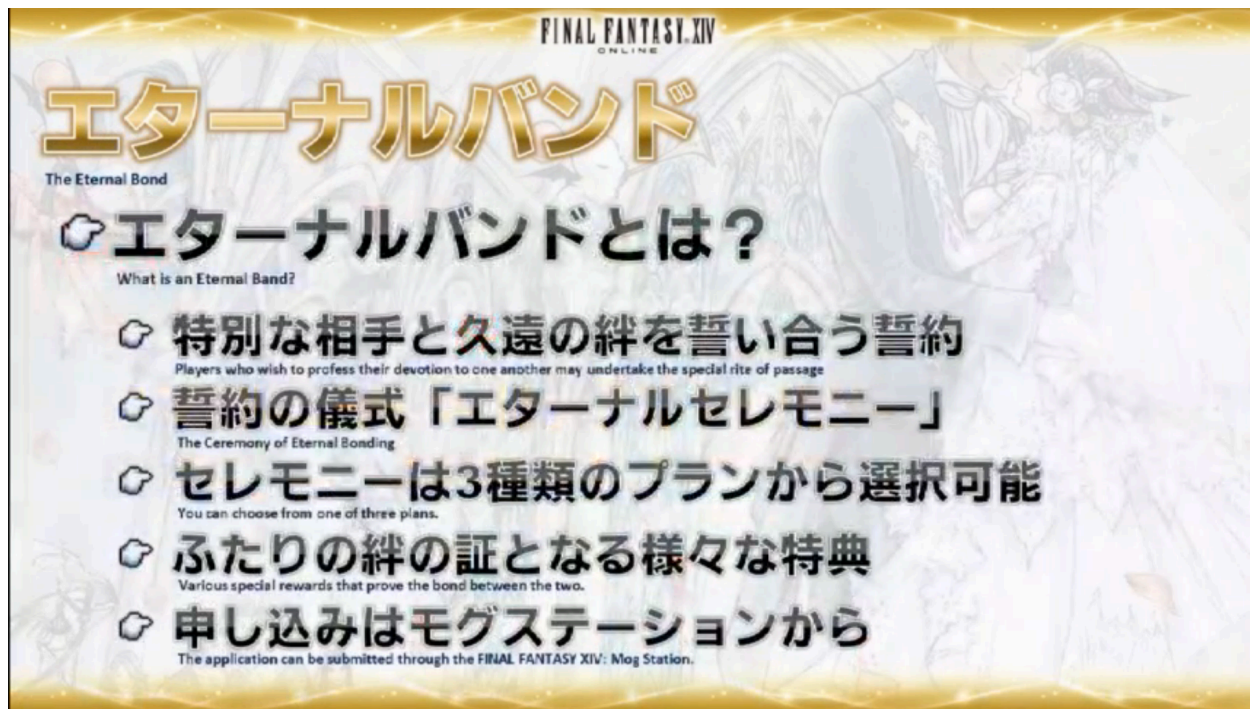 FINAL FANTASY XIV
ONLINE
エターナルバンド
The Eternal Bond
エターナルバンドとは？
What is an Eternal Band?
特別な相手と久遠の絆を誓い合う誓約
Players who wish to profess their devotion to one another may undertake the special rite of passage
誓約の儀式「エターナルセレモニー」
The Ceremony of Eternal Bonding
セレモニーは3種類のプランから選択可能
You can choose from one of three plans.
ふたりの絆の証となる様々な特典
Various special rewards that prove the bond between the two.
申し込みはモグステーションから
The application can be submitted through the FINAL FANTASY XIV: Mog Station.